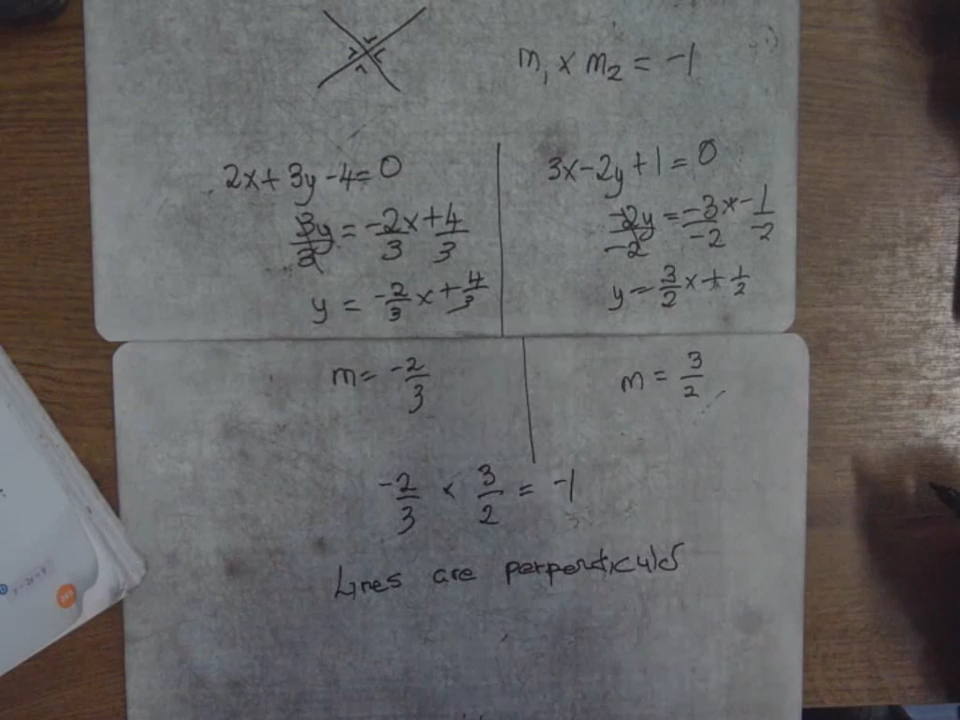 m₁ × m₂ = -1
2x + 3y - 4 = 0
3y/3 = -2x/3 + 4/3
y = -2/3 x + 4/3
3x - 2y + 1 = 0
-2y/-2 = -3x/-2 - 1/-2
y = 3/2 x + 1/2
m = -2/3
m = 3/2
-2/3 × 3/2 = -1
Lines are perpendicular